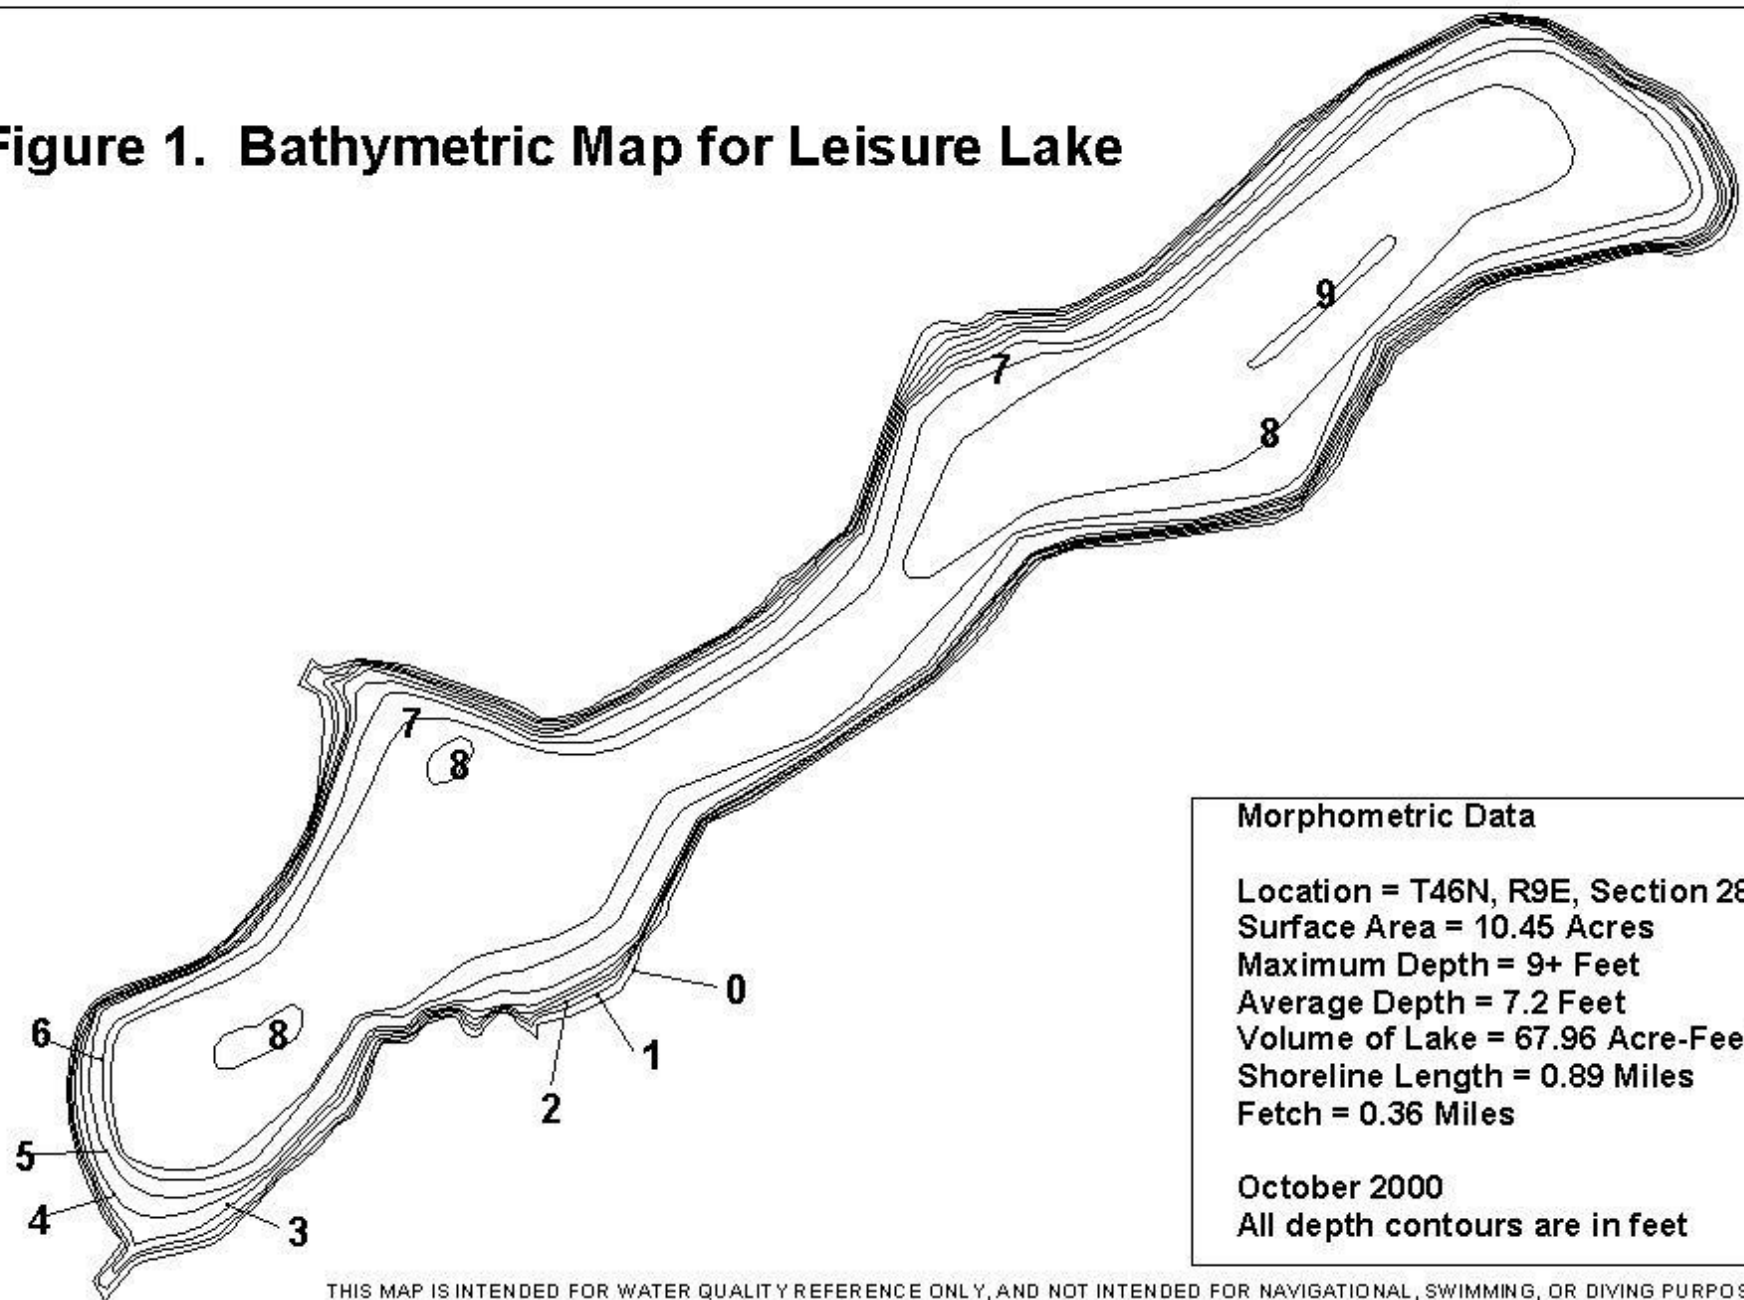 Figure 1. Bathymetric Map for Leisure Lake
9
7
8
7
8
0
8
6
1
2
5
4
3
Morphometric Data
Location = T46N, R9E, Section 28
Surface Area = 10.45 Acres
Maximum Depth = 9+ Feet
Average Depth = 7.2 Feet
Volume of Lake = 67.96 Acre-Fee
Shoreline Length = 0.89 Miles
Fetch = 0.36 Miles
October 2000
All depth contours are in feet
THIS MAP IS INTENDED FOR WATER QUALITY REFERENCE ONLY, AND NOT INTENDED FOR NAVIGATIONAL, SWIMMING, OR DIVING PURPOS